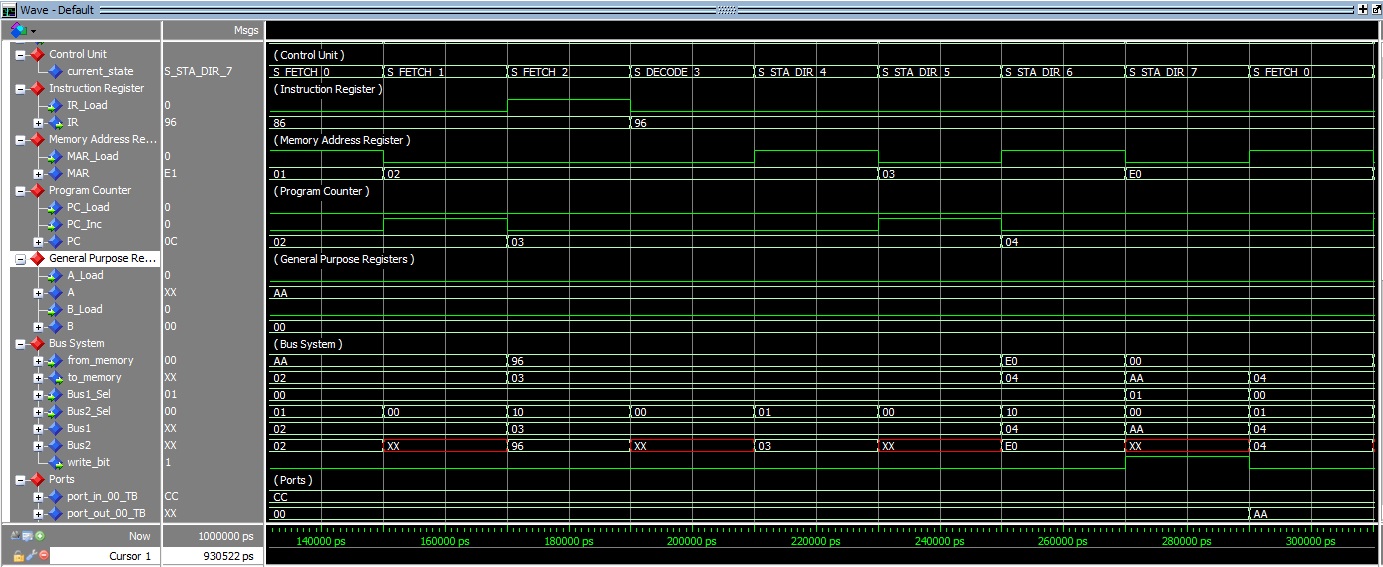 Wave - Default
Msgs
Control Unit
( Control Unit )
current_state S_STA_DIR_7 S_FETCH_0 S_FETCH_1 S_FETCH_2 S_DECODE_3 S_STA_DIR_4 S_STA_DIR_5 S_STA_DIR_6 S_STA_DIR_7 S_FETCH_0
Instruction Register ( Instruction Register )
IR_Load 0
IR 96 86 96
Memory Address Re... ( Memory Address Register )
MAR_Load 0
MAR E1 01 02 03 E0
Program Counter ( Program Counter )
PC_Load 0
PC_Inc 0
PC 0C 02 03 04
General Purpose Re... ( General Purpose Registers )
A_Load 0
A XX AA
B_Load 0
B 00 00
Bus System ( Bus System )
from_memory 00 AA 96 E0 00
to_memory XX 02 03 04 AA 04
Bus1_Sel 01 00 01 00
Bus2_Sel 00 01 00 10 00 01 00 10 00 01
Bus1 XX 02 03 04 AA 04
Bus2 XX 02 XX 96 XX 03 XX E0 XX 04
write_bit 1
Ports ( Ports )
port_in_00_TB CC CC
port_out_00_TB XX 00 AA
Now 1000000 ps 140000 ps 160000 ps 180000 ps 200000 ps 220000 ps 240000 ps 260000 ps 280000 ps 300000 ps
Cursor 1 930522 ps